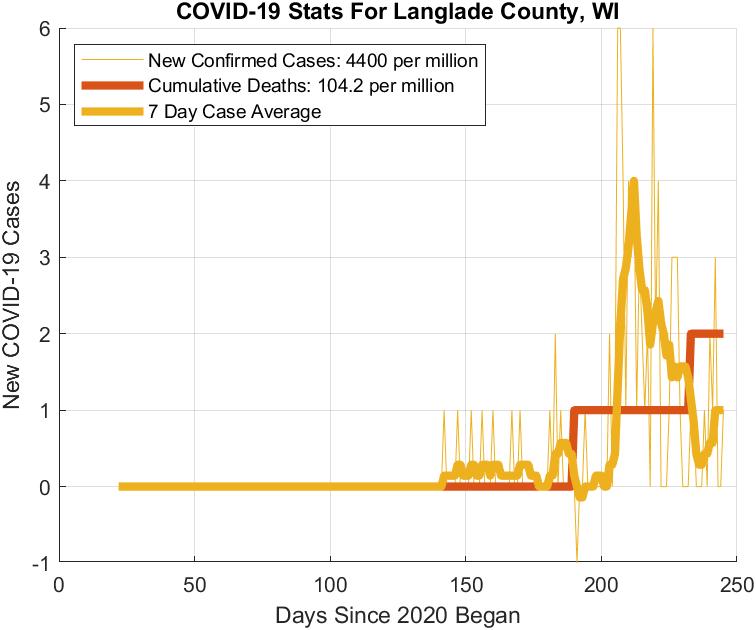 COVID-19 Stats For Langlade County, WI
New Confirmed Cases: 4400 per million
Cumulative Deaths: 104.2 per million
7 Day Case Average
New COVID-19 Cases
6
5
4
3
2
1
0
-1
0 50 100 150 200 250
Days Since 2020 Began